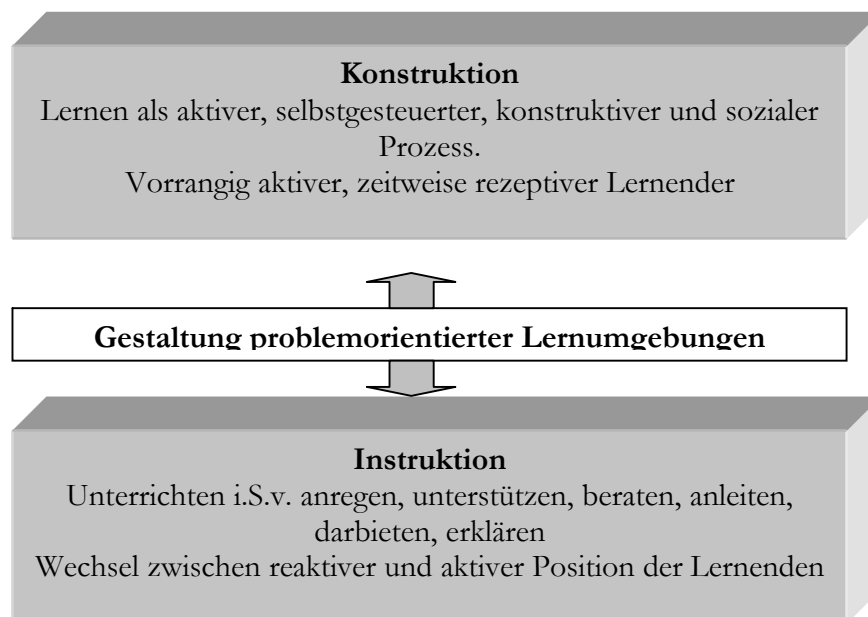 Konstruktion
Lernen als aktiver, selbstgesteuerter, konstruktiver und sozialer
Prozess.
Vorrangig aktiver, zeitweise rezeptiver Lernender
Gestaltung problemorientierter Lernumgebungen
Instruktion
Unterrichten i.S.v. anregen, unterstützen, beraten, anleiten,
darbieten, erklären
Wechsel zwischen reaktiver und aktiver Position der Lernenden